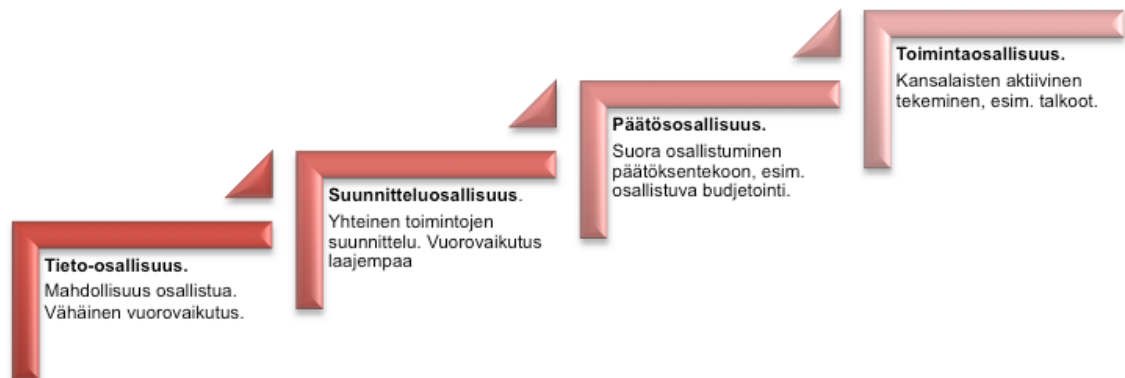 Tieto-osallisuus.
Mahdollisuus osallistua.
Vähäinen vuorovaikutus.
Suunnitteluosallisuus.
Yhteinen toimintojen
suunnittelu. Vuorovaikutus
laajempaa
Päätösosallisuus.
Suora osallistuminen
päätöksentekoon, esim.
osallistuva budjetointi.
Toimintaosallisuus.
Kansalaisten aktiivinen
tekeminen, esim. talkoot.